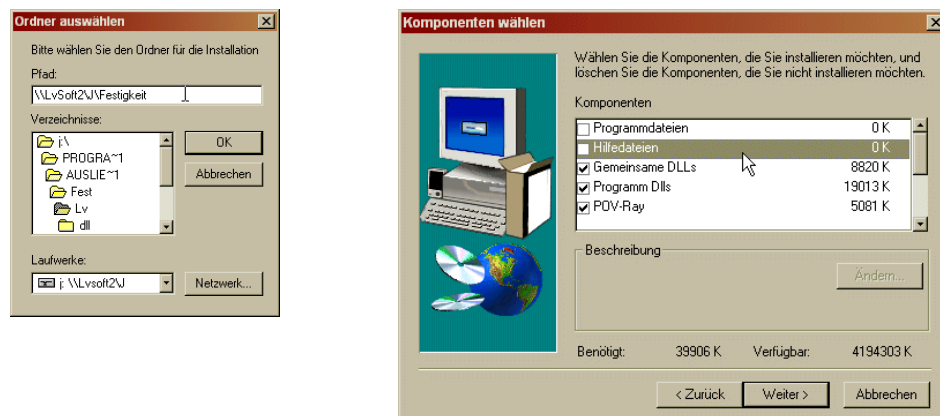 Ordner auswählen
Bitte wählen Sie den Ordner für die Installation
Pfad:
\\LvSoft2\J\Festigkeit
Verzeichnisse:
j:\
PROGRA~1
AUSLIE~1
Fest
Lv
dll
OK
Abbrechen
Laufwerke:
j: \\Lvsoft2\J
Netzwerk...
Komponenten wählen
Wählen Sie die Komponenten, die Sie installieren möchten, und
löschen Sie die Komponenten, die Sie nicht installieren möchten.
Komponenten
Programmdateien 0 K
Hilfedateien 0 K
Gemeinsame DLLs 8820 K
Programm Dlls 19013 K
POV-Ray 5081 K
Beschreibung
Ändern...
Benötigt: 39906 K Verfügbar: 4194303 K
< Zurück Weiter > Abbrechen